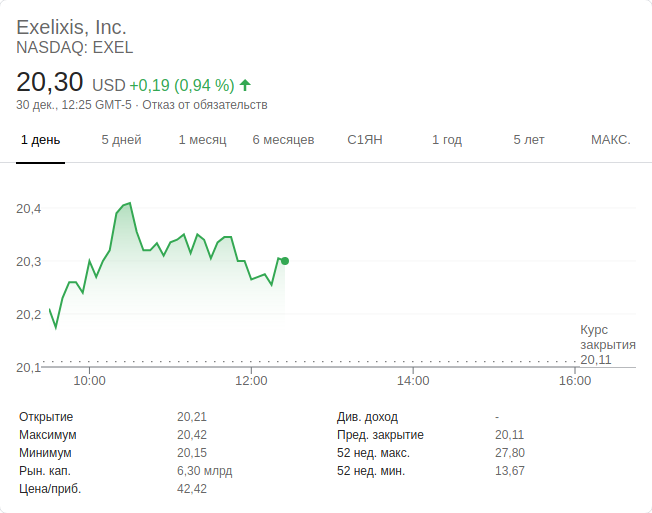 Exelixis, Inc.
NASDAQ: EXEL
20,30 USD +0,19 (0,94 %)
30 дек., 12:25 GMT-5 · Отказ от обязательств
1 день 5 дней 1 месяц 6 месяцев С1ЯН 1 год 5 лет МАКС.
20,4
20,3
20,2
20,1
Курс
закрытия
20,11
10:00 12:00 14:00 16:00
Открытие 20,21 Див. доход -
Максимум 20,42 Пред. закрытие 20,11
Минимум 20,15 52 нед. макс. 27,80
Рын. кап. 6,30 млрд 52 нед. мин. 13,67
Цена/приб. 42,42